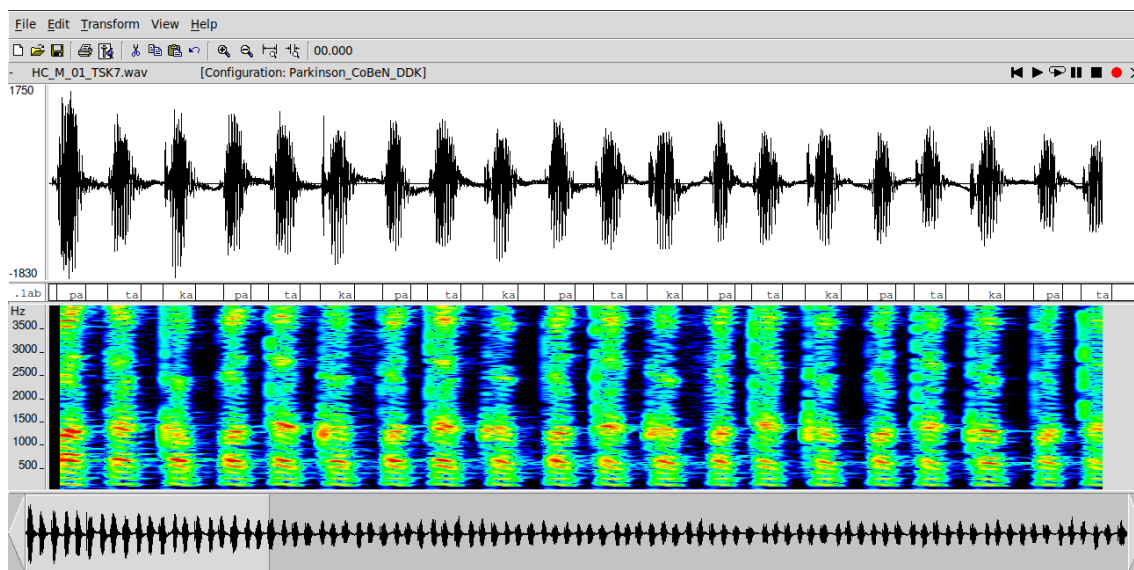 File Edit Transform View Help
00.000
- HC_M_01_TSK7.wav [Configuration: Parkinson_CoBeN_DDK]
1750
-1830
.lab pa ta ka pa ta ka pa ta ka pa ta ka pa ta ka pa ta ka pa ta
Hz
3500
3000
2500
2000
1500
1000
500